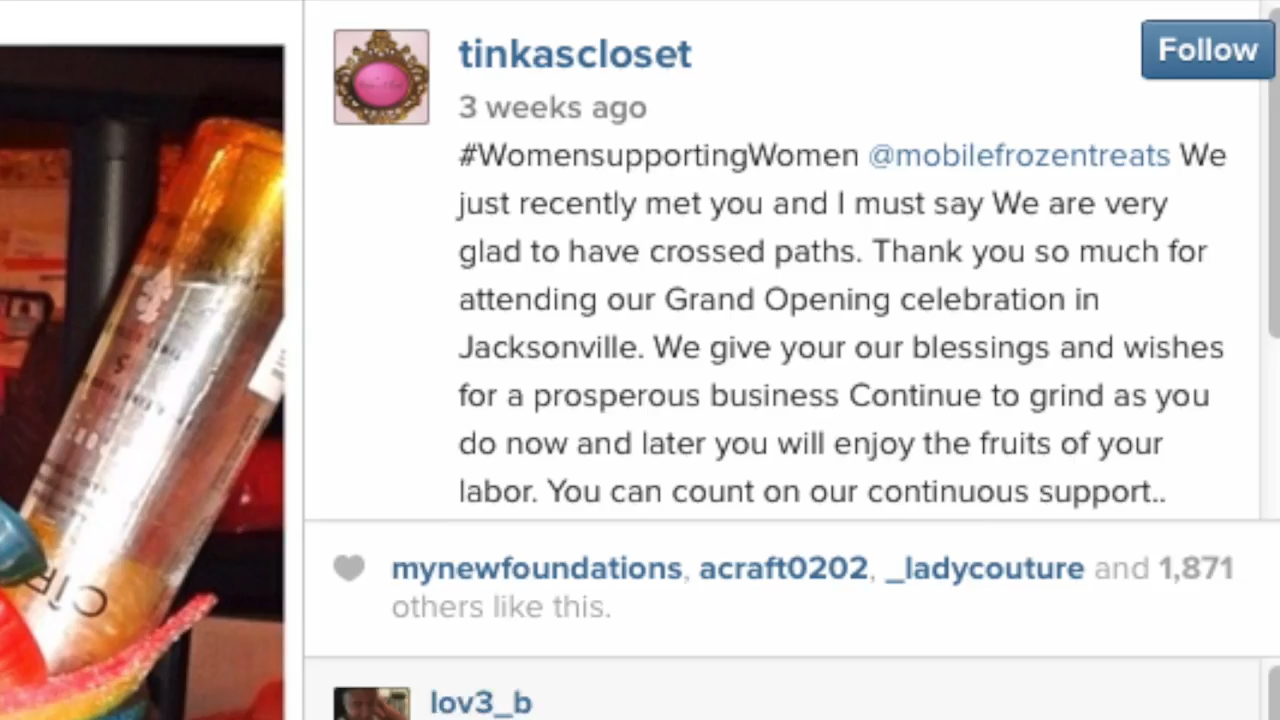 tinkascloset
Follow
3 weeks ago
#WomensupportingWomen @mobilefrozentreats We
just recently met you and I must say We are very
glad to have crossed paths. Thank you so much for
attending our Grand Opening celebration in
Jacksonville. We give your our blessings and wishes
for a prosperous business Continue to grind as you
do now and later you will enjoy the fruits of your
labor. You can count on our continuous support..
mynewfoundations, acraft0202, _ladycouture and 1,871
others like this.
lov3_b